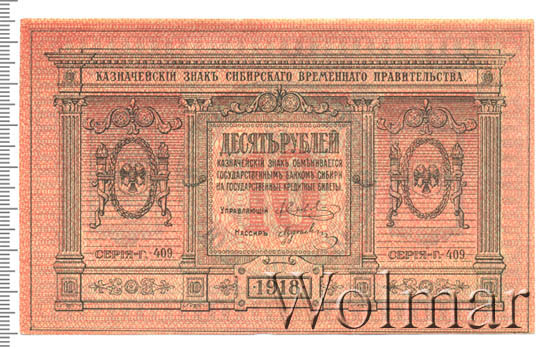 КАЗНАЧЕЙСКІЙ ЗНАКЪ СИБИРСКАГО ВРЕМЕННАГО ПРАВИТЕЛЬСТВА.
ДЕСЯТЬ РУБЛЕЙ
КАЗНАЧЕЙСКІЙ ЗНАКЪ ОБМѢНИВАЕТСЯ
ГОСУДАРСТВЕННЫМЪ БАНКОМЪ СИБИРИ
НА ГОСУДАРСТВЕННЫЕ КРЕДИТНЫЕ БИЛЕТЫ.
УПРАВЛЯЮЩІЙ
КАССИРЪ
СЕРІЯ-Г. 409
СЕРІЯ-Г. 409
1918
Wolmar